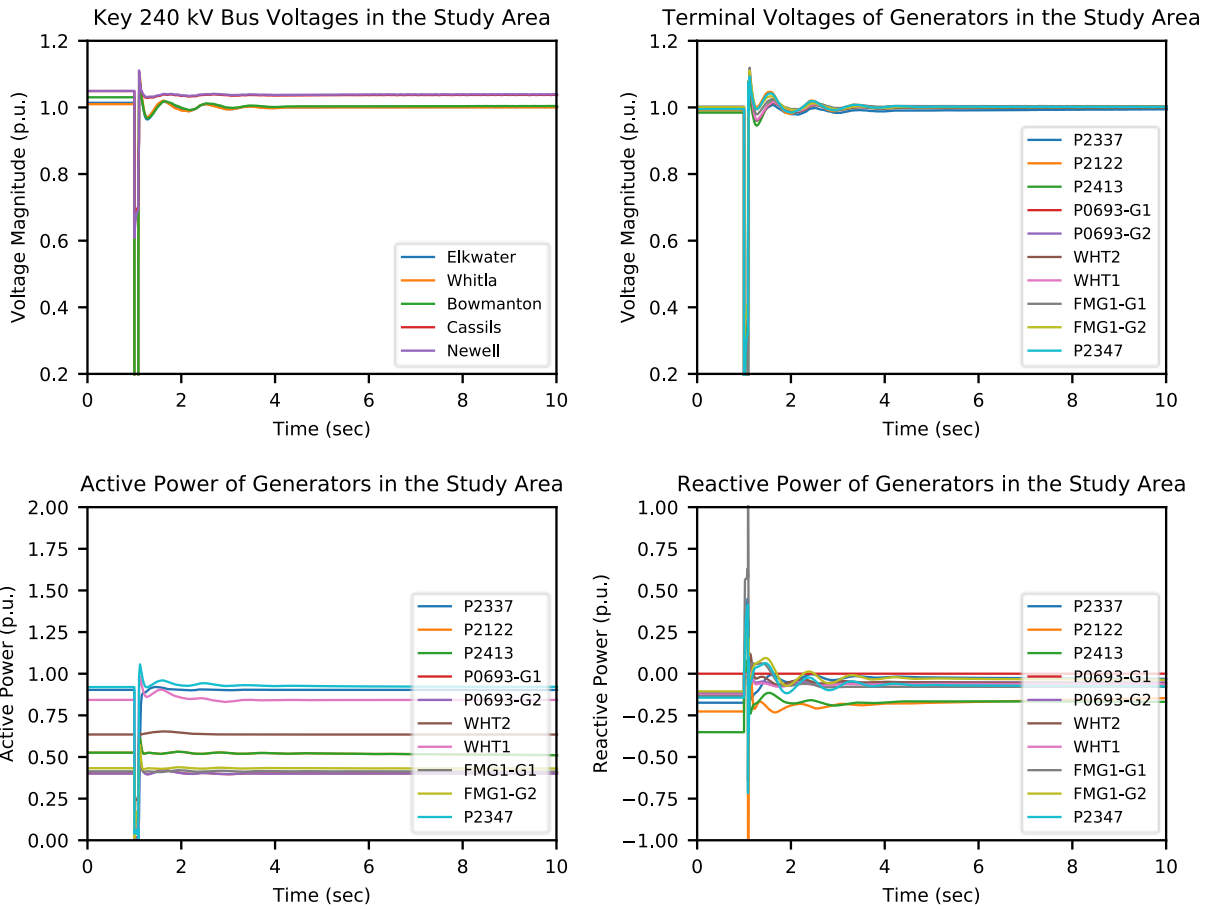 Key 240 kV Bus Voltages in the Study Area
Voltage Magnitude (p.u.)
1.2
1.0
0.8
0.6
0.4
0.2
Elkwater
Whitla
Bowmanton
Cassils
Newell
0 2 4 6 8 10
Time (sec)
Terminal Voltages of Generators in the Study Area
Voltage Magnitude (p.u.)
1.2
1.0
0.8
0.6
0.4
0.2
P2337
P2122
P2413
P0693-G1
P0693-G2
WHT2
WHT1
FMG1-G1
FMG1-G2
P2347
0 2 4 6 8 10
Time (sec)
Active Power of Generators in the Study Area
Active Power (p.u.)
2.00
1.75
1.50
1.25
1.00
0.75
0.50
0.25
0.00
P2337
P2122
P2413
P0693-G1
P0693-G2
WHT2
WHT1
FMG1-G1
FMG1-G2
P2347
0 2 4 6 8 10
Time (sec)
Reactive Power of Generators in the Study Area
Reactive Power (p.u.)
1.00
0.75
0.50
0.25
0.00
−0.25
−0.50
−0.75
−1.00
P2337
P2122
P2413
P0693-G1
P0693-G2
WHT2
WHT1
FMG1-G1
FMG1-G2
P2347
0 2 4 6 8 10
Time (sec)